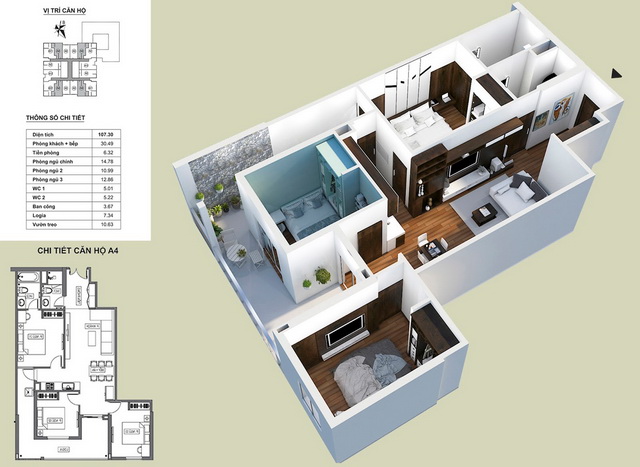 VỊ TRÍ CĂN HỘ
THÔNG SỐ CHI TIẾT
Diện tích 107.30
Phòng khách + bếp 30.49
Tiền phòng 6.32
Phòng ngủ chính 14.78
Phòng ngủ 2 10.99
Phòng ngủ 3 12.86
WC 1 5.01
WC 2 5.22
Ban công 3.67
Logia 7.34
Vườn treo 10.63
CHI TIẾT CĂN HỘ A4